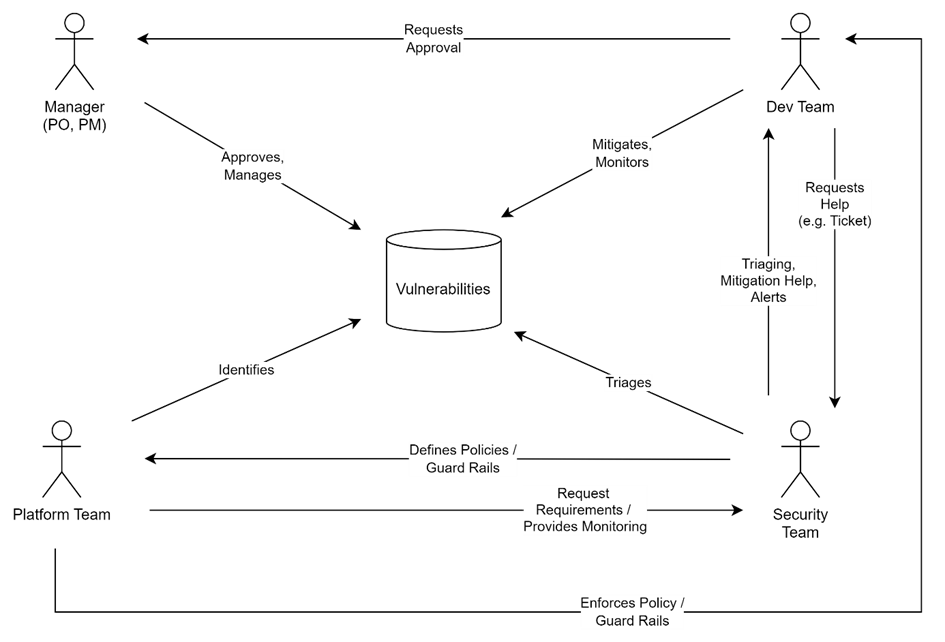 Requests
Approval
Manager
(PO, PM)
Dev Team
Approves,
Manages
Mitigates,
Monitors
Requests
Help
(e.g. Ticket)
Vulnerabilities
Triaging,
Mitigation Help,
Alerts
Identifies
Triages
Defines Policies /
Guard Rails
Platform Team
Request
Requirements /
Provides Monitoring
Security
Team
Enforces Policy /
Guard Rails